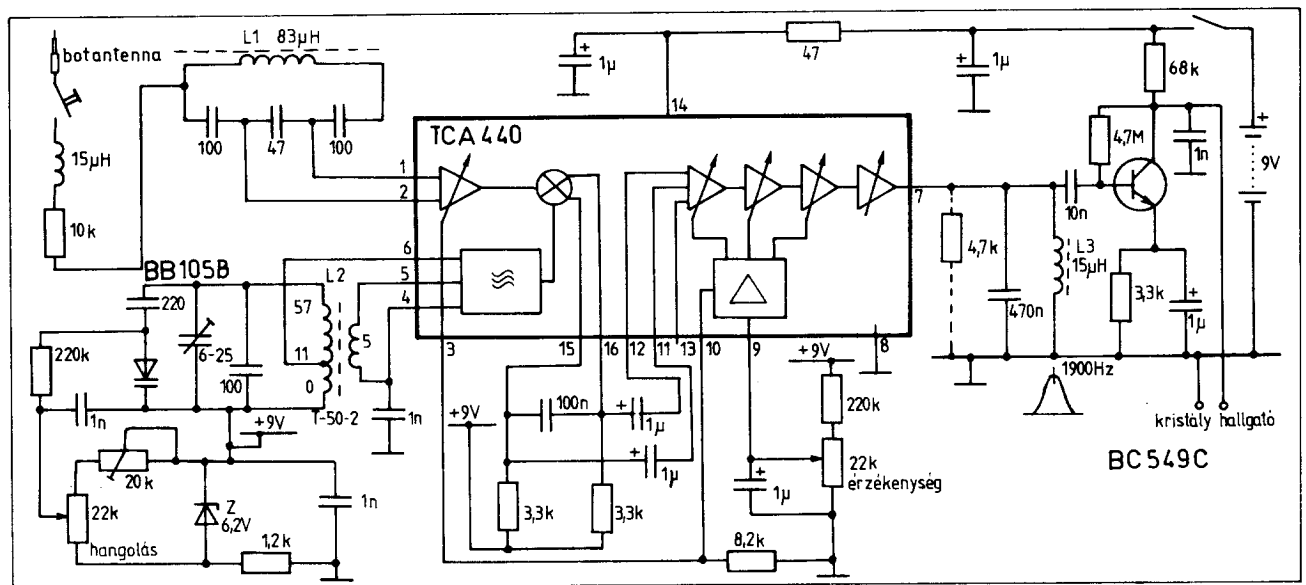 botantenna
15μH
10k
L1 83μH
100
47
100
1μ
+
47
+
1μ
14
68k
4,7M
1n
+
9V
TCA 440
1
2
6
5
4
7
10n
4,7k
470n
L3
15μH
3,3k
+
1μ
BB105B
220
220k
1n
6-25
100
L2
57
11
0
5
T-50-2
1n
+9V
20k
22k
hangolás
Z
6,2V
1,2k
1n
3
15
16
12
11
13
10
9
8
+9V
100n
+
1μ
+
1μ
3,3k
3,3k
8,2k
+9V
220k
22k
érzékenység
+
1μ
1900Hz
kristály hallgató
BC549C